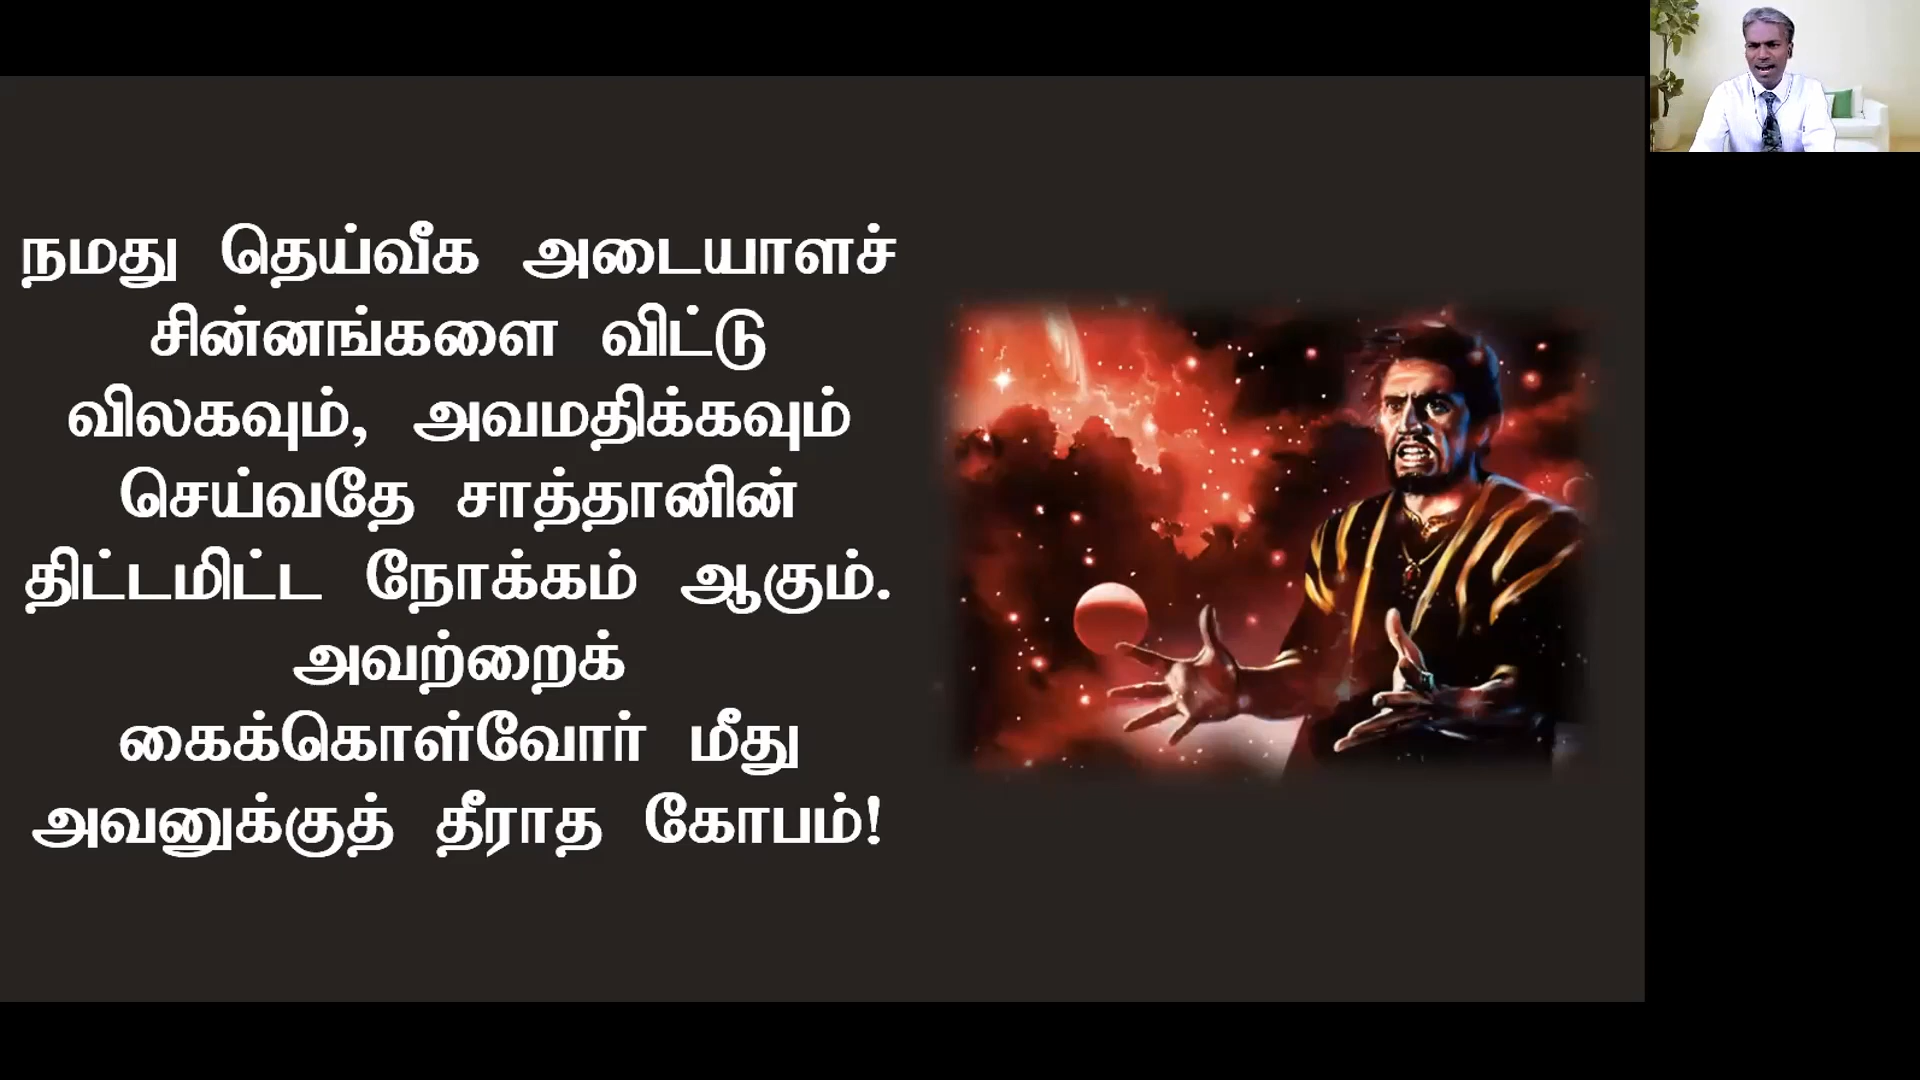 நமது தெய்வீக அடையாளச்
சின்னங்களை விட்டு
விலகவும், அவமதிக்கவும்
செய்வதே சாத்தானின்
திட்டமிட்ட நோக்கம் ஆகும்.
அவற்றைக்
கைக்கொள்வோர் மீது
அவனுக்குத் தீராத கோபம்!